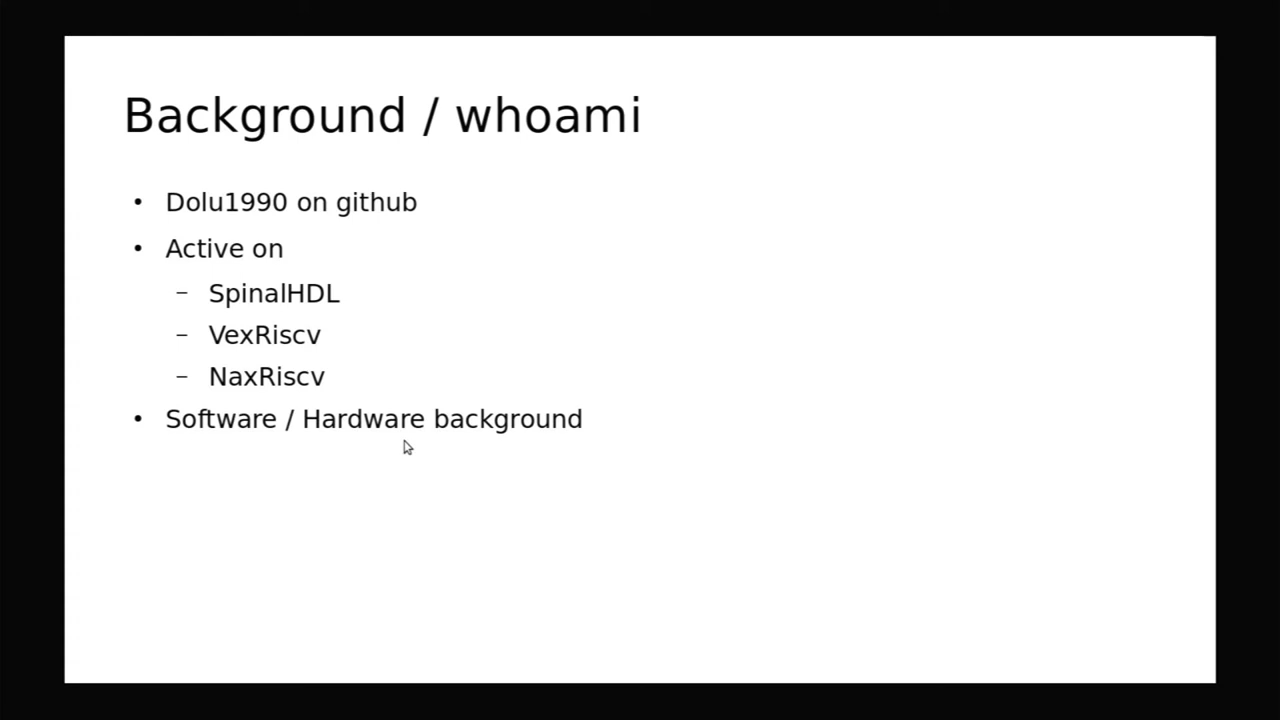 Background / whoami
• Dolu1990 on github
• Active on
– SpinalHDL
– VexRiscv
– NaxRiscv
• Software / Hardware background